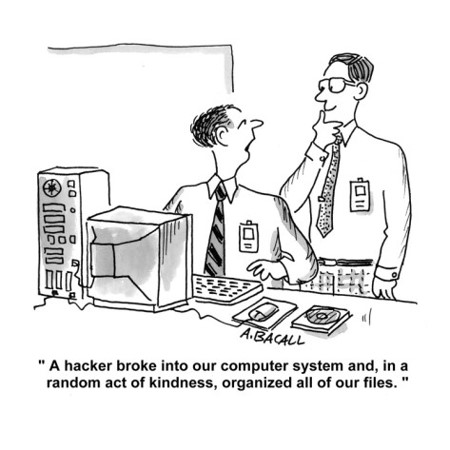 A.BACALL
" A hacker broke into our computer system and, in a
random act of kindness, organized all of our files. "